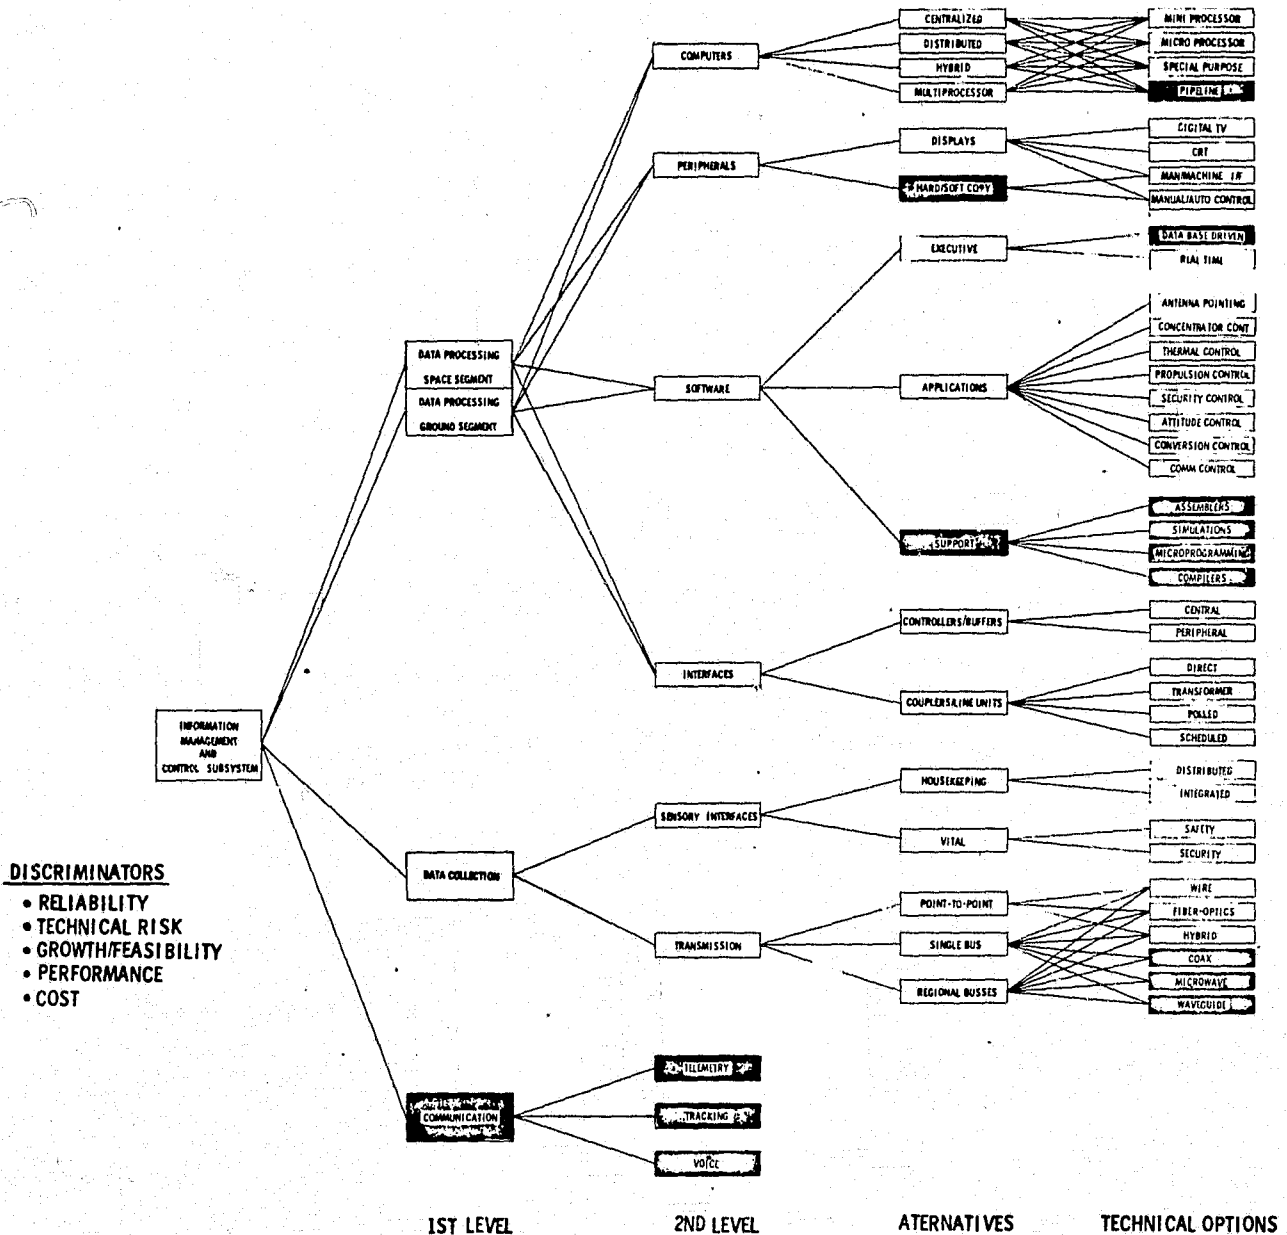 CENTRALIZED
DISTRIBUTED
HYBRID
MULTIPROCESSOR
MINI PROCESSOR
MICRO PROCESSOR
SPECIAL PURPOSE
PIPELINE
COMPUTERS
DISPLAYS
HARD/SOFT COPY
DIGITAL TV
CRT
MAN/MACHINE I/F
MANUAL/AUTO CONTROL
PERIPHERALS
EXECUTIVE
DATA BASE DRIVEN
REAL TIME
DATA PROCESSING
SPACE SEGMENT
DATA PROCESSING
GROUND SEGMENT
SOFTWARE
APPLICATIONS
ANTENNA POINTING
CONCENTRATOR CONT
THERMAL CONTROL
PROPULSION CONTROL
SECURITY CONTROL
ATTITUDE CONTROL
CONVERSION CONTROL
COMM CONTROL
SUPPORT
ASSEMBLERS
SIMULATIONS
MICROPROGRAMMING
COMPILERS
CONTROLLERS/BUFFERS
CENTRAL
PERIPHERAL
INTERFACES
COUPLERS/LINE UNITS
DIRECT
TRANSFORMER
POLLED
SCHEDULED
INFORMATION
MANAGEMENT
AND
CONTROL SUBSYSTEM
HOUSEKEEPING
DISTRIBUTED
INTEGRATED
SENSORY INTERFACES
VITAL
SAFETY
SECURITY
DATA COLLECTION
POINT-TO-POINT
SINGLE BUS
REGIONAL BUSSES
WIRE
FIBER-OPTICS
HYBRID
COAX
MICROWAVE
WAVEGUIDE
TRANSMISSION
DISCRIMINATORS
• RELIABILITY
• TECHNICAL RISK
• GROWTH/FEASIBILITY
• PERFORMANCE
• COST
COMMUNICATION
TELEMETRY
TRACKING
VOICE
1ST LEVEL
2ND LEVEL
ATERNATIVES
TECHNICAL OPTIONS